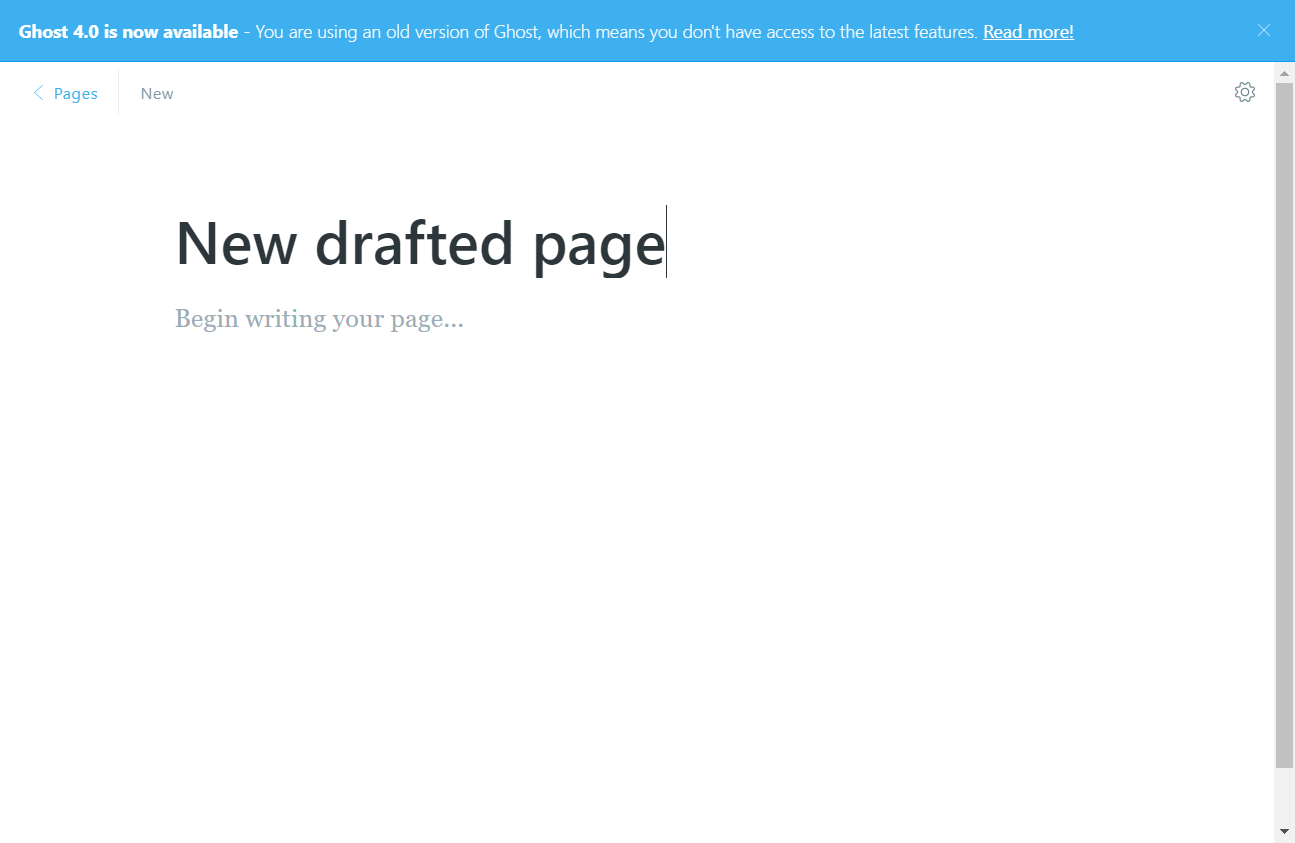 Ghost 4.0 is now available - You are using an old version of Ghost, which means you don't have access to the latest features. Read more!
Pages New
New drafted page
Begin writing your page...